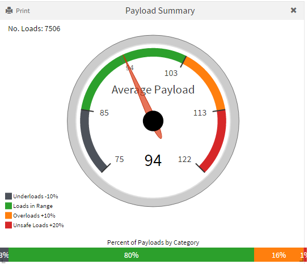 Print
Payload Summary
No. Loads: 7506
94
103
Average Payload
85
113
75
94
122
Underloads -10%
Loads in Range
Overloads +10%
Unsafe Loads +20%
Percent of Payloads by Category
3%
80%
16%